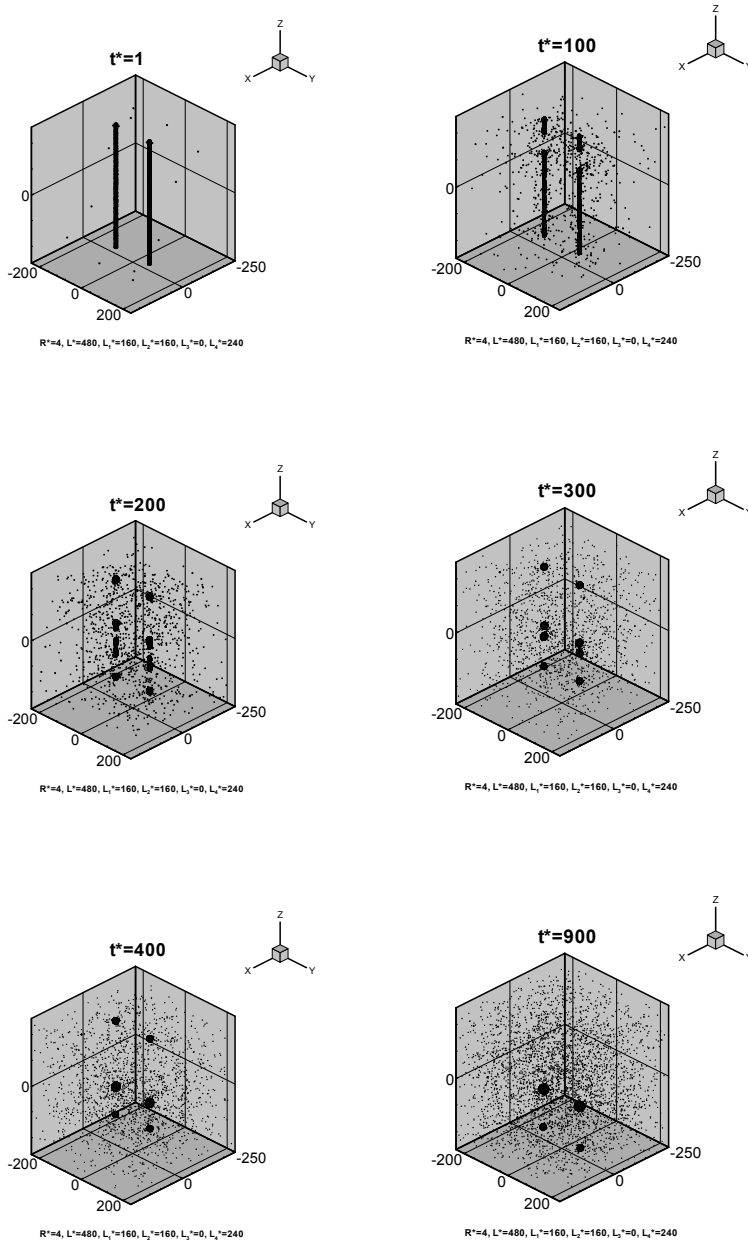 Z
X
Y
t*=1
0
-200
0
200
0
-250
R*=4, L*=480, L₁*=160, L₂*=160, L₃*=0, L₄*=240
Z
X
Y
t*=100
0
-200
0
200
0
-250
R*=4, L*=480, L₁*=160, L₂*=160, L₃*=0, L₄*=240
Z
X
Y
t*=200
0
-200
0
200
0
-250
R*=4, L*=480, L₁*=160, L₂*=160, L₃*=0, L₄*=240
Z
X
Y
t*=300
0
-200
0
200
0
-250
R*=4, L*=480, L₁*=160, L₂*=160, L₃*=0, L₄*=240
Z
X
Y
t*=400
0
-200
0
200
0
-250
R*=4, L*=480, L₁*=160, L₂*=160, L₃*=0, L₄*=240
Z
X
Y
t*=900
0
-200
0
200
0
-250
R*=4, L*=480, L₁*=160, L₂*=160, L₃*=0, L₄*=240